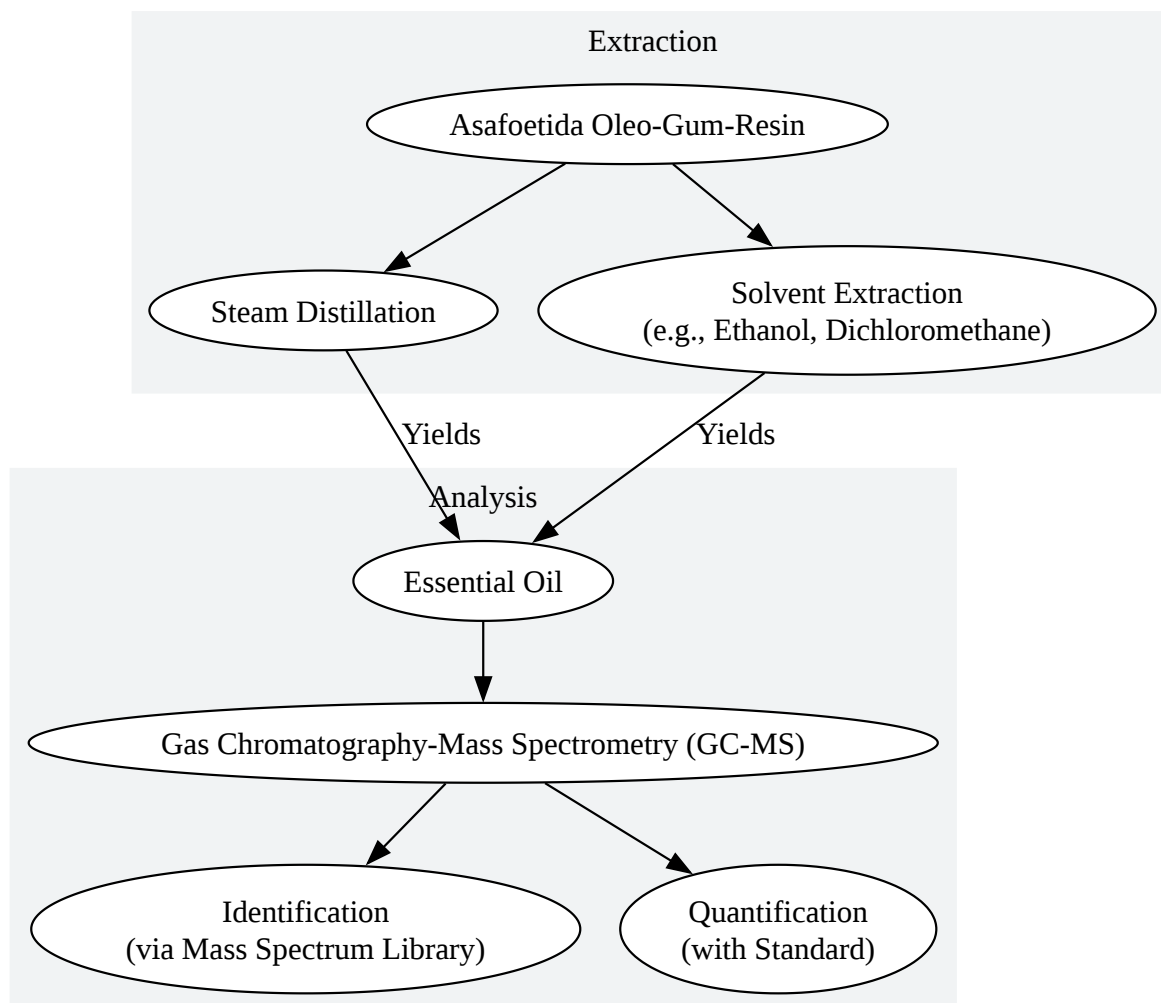 Extraction
Asafoetida Oleo-Gum-Resin
Steam Distillation
Solvent Extraction
(e.g., Ethanol, Dichloromethane)
Yields
Yields
Analysis
Essential Oil
Gas Chromatography-Mass Spectrometry (GC-MS)
Identification
(via Mass Spectrum Library)
Quantification
(with Standard)